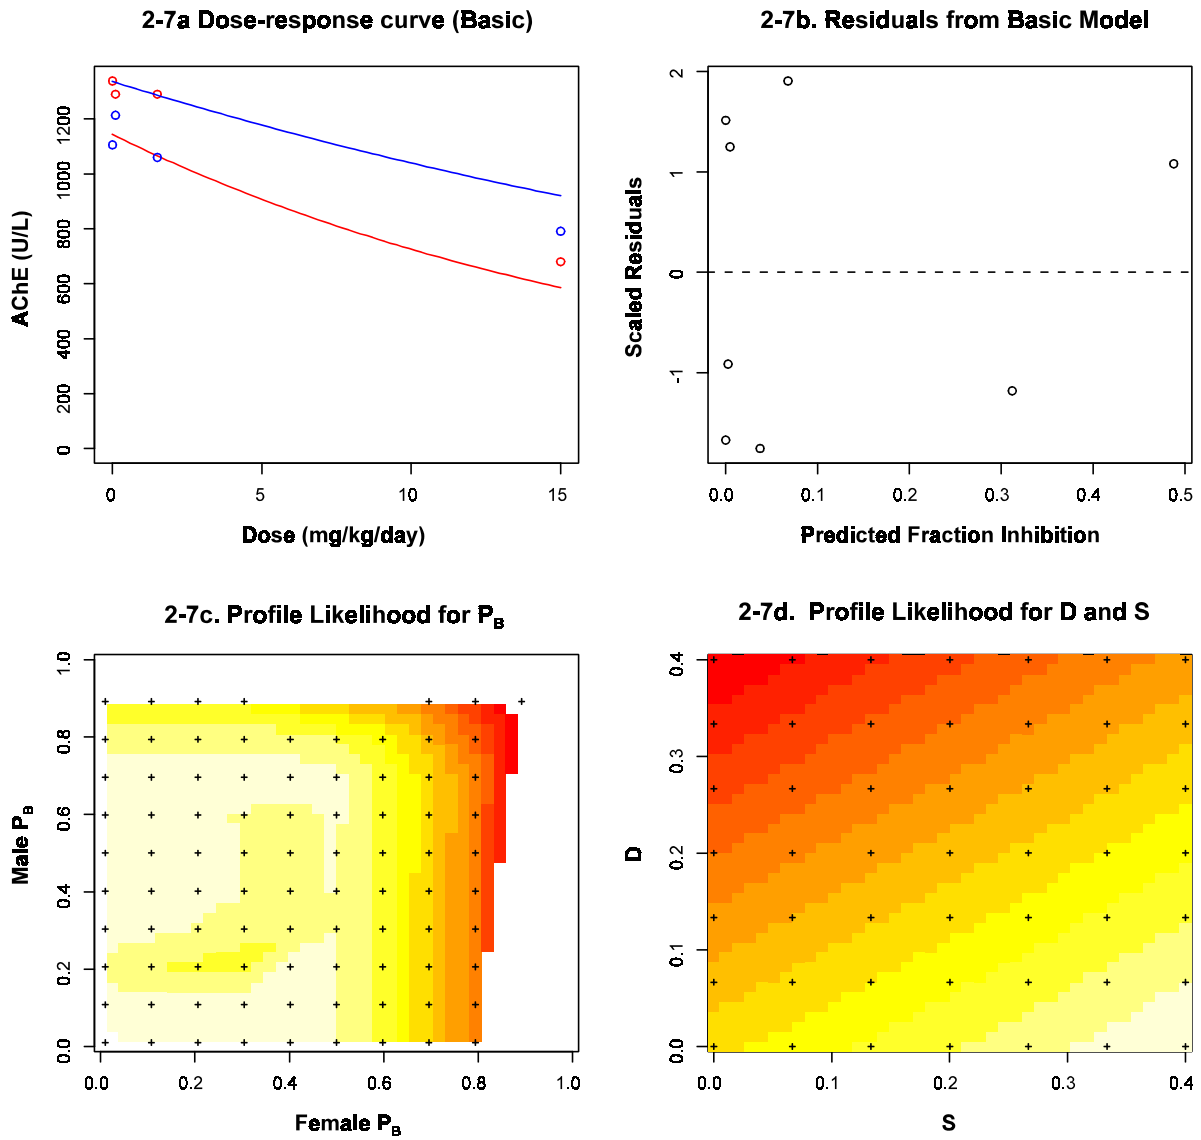 2-7a Dose-response curve (Basic)
AChE (U/L)
1200
1000
800
600
400
200
0
0 5 10 15
Dose (mg/kg/day)
2-7b. Residuals from Basic Model
Scaled Residuals
2
1
0
-1
0.0 0.1 0.2 0.3 0.4 0.5
Predicted Fraction Inhibition
2-7c. Profile Likelihood for PB
Male PB
1.0
0.8
0.6
0.4
0.2
0.0
0.0 0.2 0.4 0.6 0.8 1.0
Female PB
2-7d. Profile Likelihood for D and S
D
0.4
0.3
0.2
0.1
0.0
0.0 0.1 0.2 0.3 0.4
S